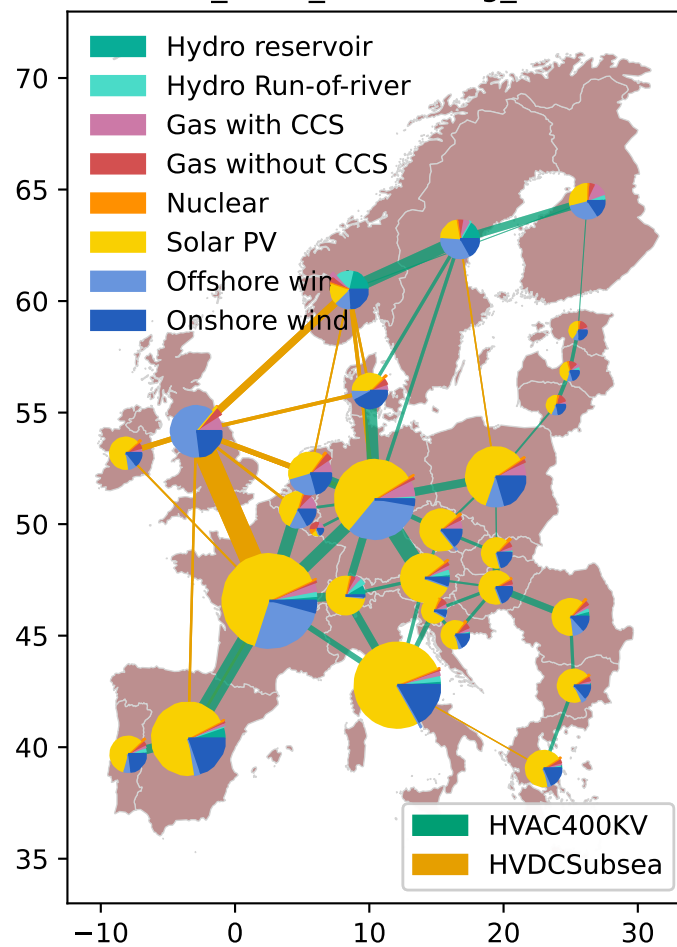 70
65
60
55
50
45
40
35
Hydro reservoir
Hydro Run-of-river
Gas with CCS
Gas without CCS
Nuclear
Solar PV
Offshore win
Onshore wind
HVAC400KV
HVDCSubsea
−10
0
10
20
30